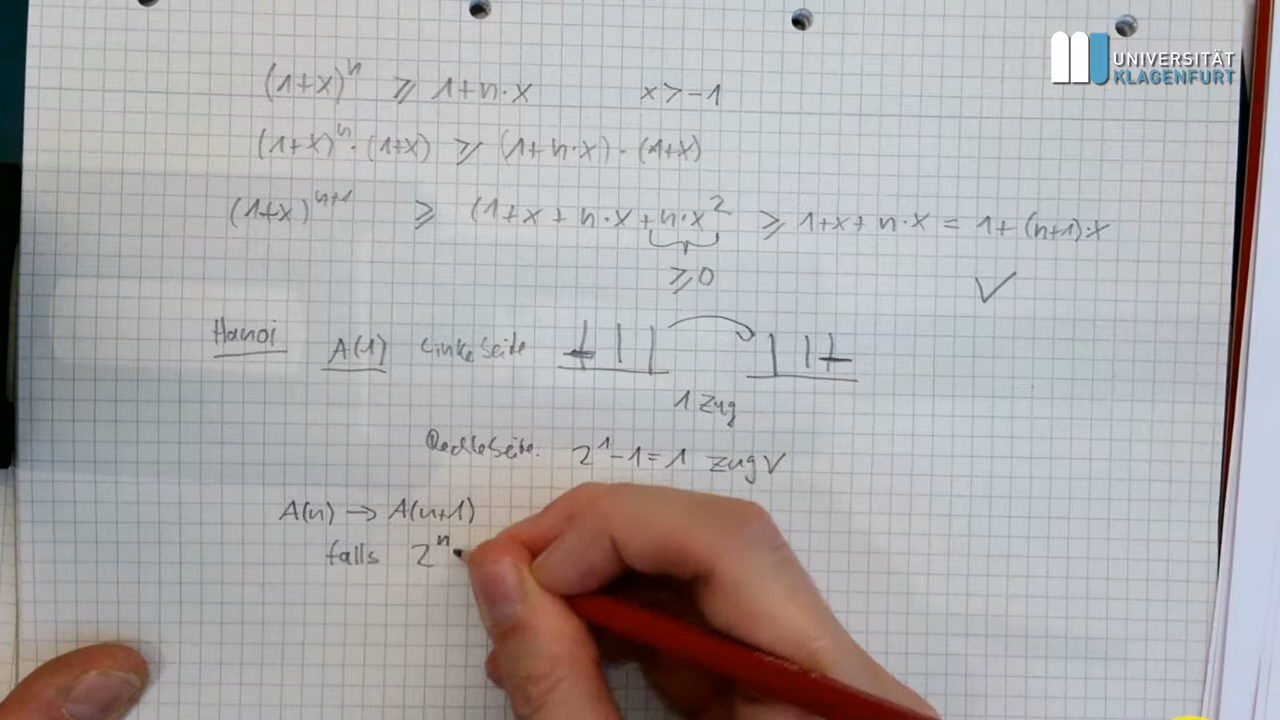 UNIVERSITÄT
KLAGENFURT
(1+x)^n ≥ 1+n·x x>-1
(1+x)^n·(1+x) ≥ (1+n·x)·(1+x)
(1+x)^{n+1} ≥ (1+x+n·x+n·x^2 ≥ 1+x+n·x = 1+(n+1)·x
≥0 ✓
Hanoi A(1) Linke Seite
1 Zug
Rechte Seite. 2^1-1=1 Zug ✓
A(n) → A(n+1)
falls 2^n